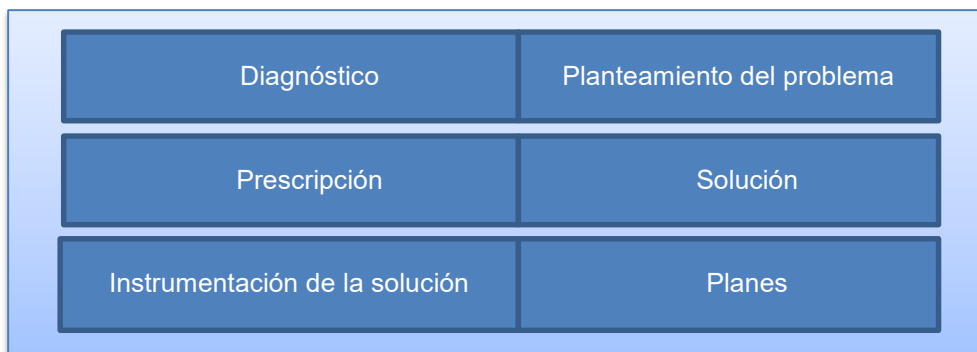 Diagnóstico
Planteamiento del problema
Prescripción
Solución
Instrumentación de la solución
Planes